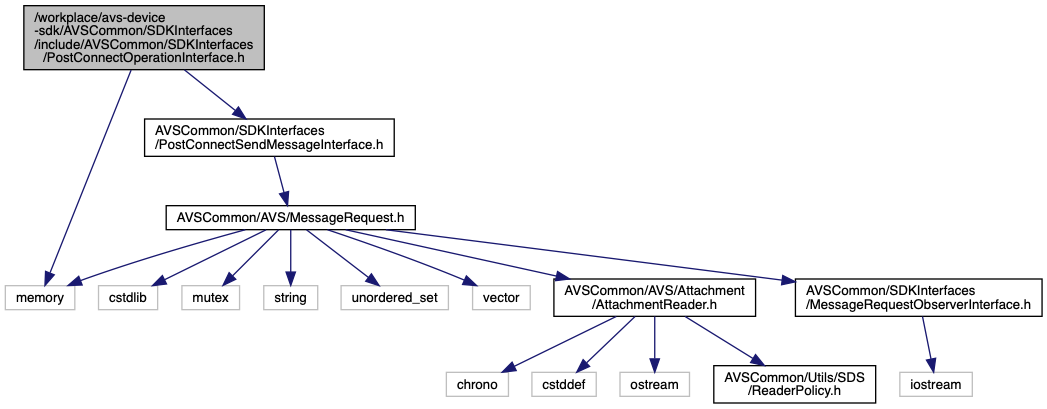 /workplace/avs-device
-sdk/AVSCommon/SDKInterfaces
/include/AVSCommon/SDKInterfaces
/PostConnectOperationInterface.h
AVSCommon/SDKInterfaces
/PostConnectSendMessageInterface.h
AVSCommon/AVS/MessageRequest.h
memory
cstdlib
mutex
string
unordered_set
vector
AVSCommon/AVS/Attachment
/AttachmentReader.h
AVSCommon/SDKInterfaces
/MessageRequestObserverInterface.h
chrono
cstddef
ostream
AVSCommon/Utils/SDS
/ReaderPolicy.h
iostream